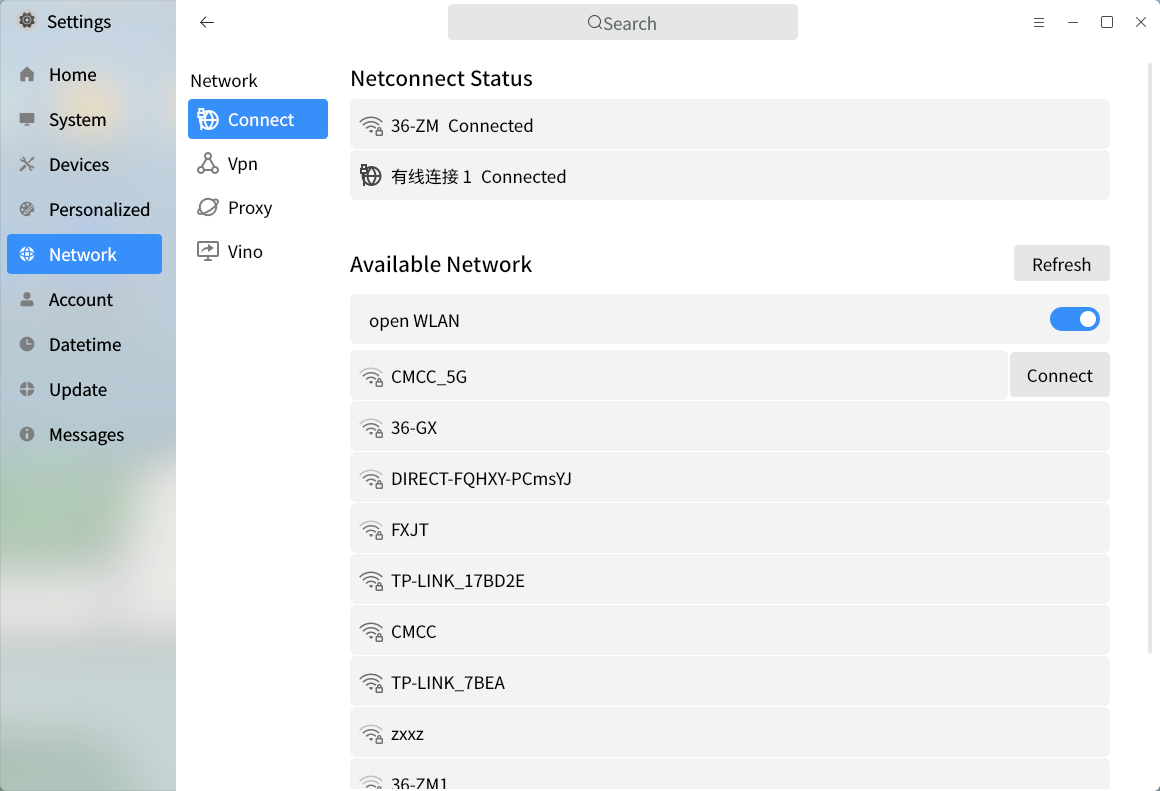 Settings
Search
Home
System
Devices
Personalized
Network
Account
Datetime
Update
Messages
Network
Connect
Vpn
Proxy
Vino
Netconnect Status
36-ZM Connected
有线连接 1 Connected
Available Network
Refresh
open WLAN
CMCC_5G
Connect
36-GX
DIRECT-FQHXY-PCmsYJ
FXJT
TP-LINK_17BD2E
CMCC
TP-LINK_7BEA
zxxz
36-ZM1